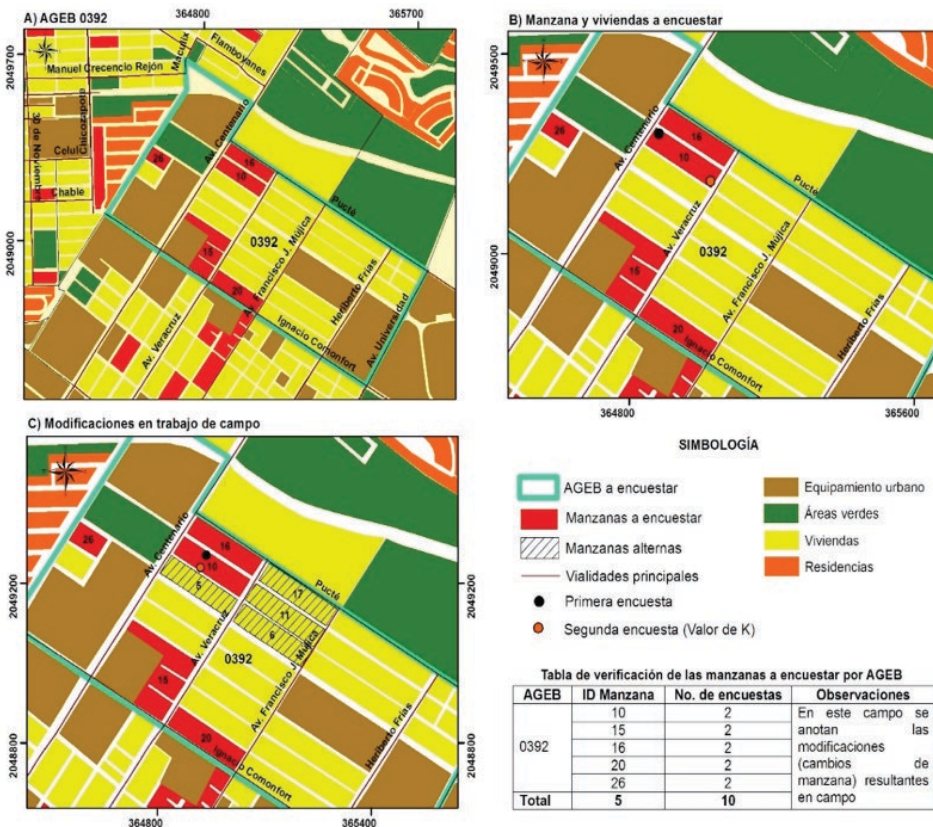 A) AGEB 0392
364800
365700
2049700
2049000
Manuel Crecencio Rejón
Maculix
Flamboyanes
30 de Noviembre
Chicozapote
Colul
Chable
Av. Centenario
26
16
10
Pucté
0392
15
20
Av. Francisco J. Mújica
Heriberto Frías
Av. Universidad
Ignacio Comonfort
Av. Veracruz
B) Manzana y viviendas a encuestar
2049500
2049000
26
Av. Centenario
16
10
Pucté
Av. Veracruz
0392
15
Av. Francisco J. Mújica
20
Ignacio Comonfort
Heriberto Frías
364800
365600
C) Modificaciones en trabajo de campo
2049200
2048800
26
Av. Centenario
16
10
5
17
Pucté
11
6
Av. Veracruz
0392
15
Av. Francisco J. Mújica
20
Ignacio Comonfort
Heriberto Frías
364800
365400
SIMBOLOGÍA
AGEB a encuestar
Manzanas a encuestar
Manzanas alternas
Vialidades principales
Primera encuesta
Segunda encuesta (Valor de K)
Equipamiento urbano
Áreas verdes
Viviendas
Residencias
Tabla de verificación de las manzanas a encuestar por AGEB
AGEB ID Manzana No. de encuestas Observaciones
0392
10 2
15 2
16 2
20 2
26 2
En este campo se
anotan las
modificaciones
(cambios de
manzana) resultantes
en campo
Total 5 10